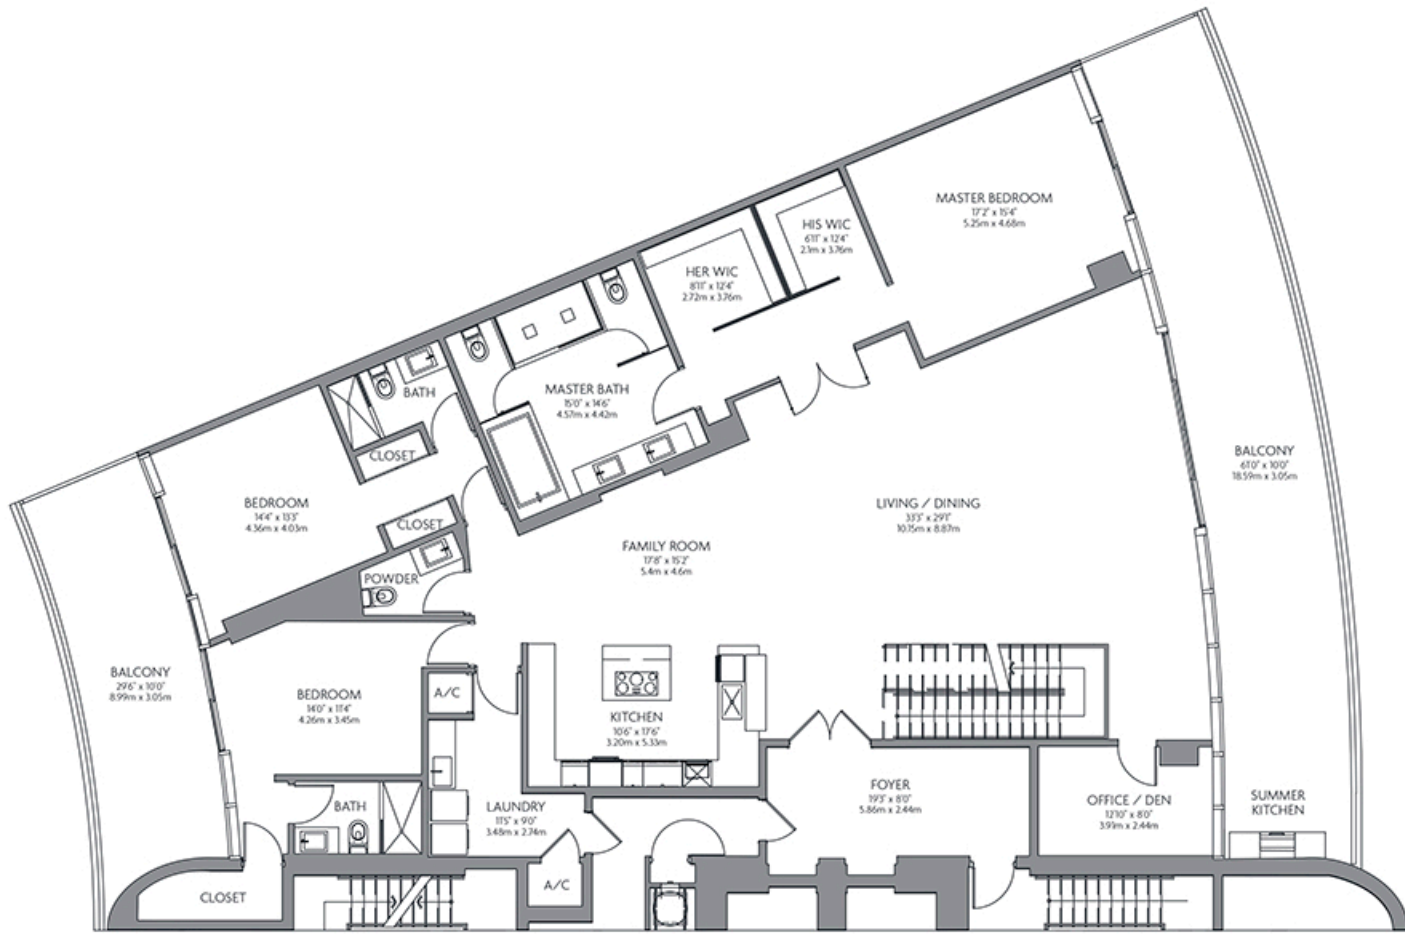 MASTER BEDROOM
17'2" x 15'4"
5.25m x 4.68m
HIS WIC
6'11" x 12'4"
2.1m x 3.76m
HER WIC
8'11" x 12'4"
2.72m x 3.76m
MASTER BATH
15'0" x 14'6"
4.57m x 4.42m
BATH
CLOSET
BEDROOM
14'4" x 13'3"
4.36m x 4.03m
CLOSET
POWDER
FAMILY ROOM
17'8" x 15'2"
5.4m x 4.6m
LIVING / DINING
33'3" x 29'1"
10.15m x 8.87m
BALCONY
61'0" x 10'0"
18.59m x 3.05m
BALCONY
29'6" x 10'0"
8.99m x 3.05m
BEDROOM
14'0" x 11'4"
4.26m x 3.45m
A/C
KITCHEN
10'6" x 17'6"
3.20m x 5.33m
FOYER
19'3" x 8'0"
5.86m x 2.44m
OFFICE / DEN
12'10" x 8'0"
3.91m x 2.44m
SUMMER
KITCHEN
BATH
LAUNDRY
11'5" x 9'0"
3.48m x 2.74m
A/C
CLOSET